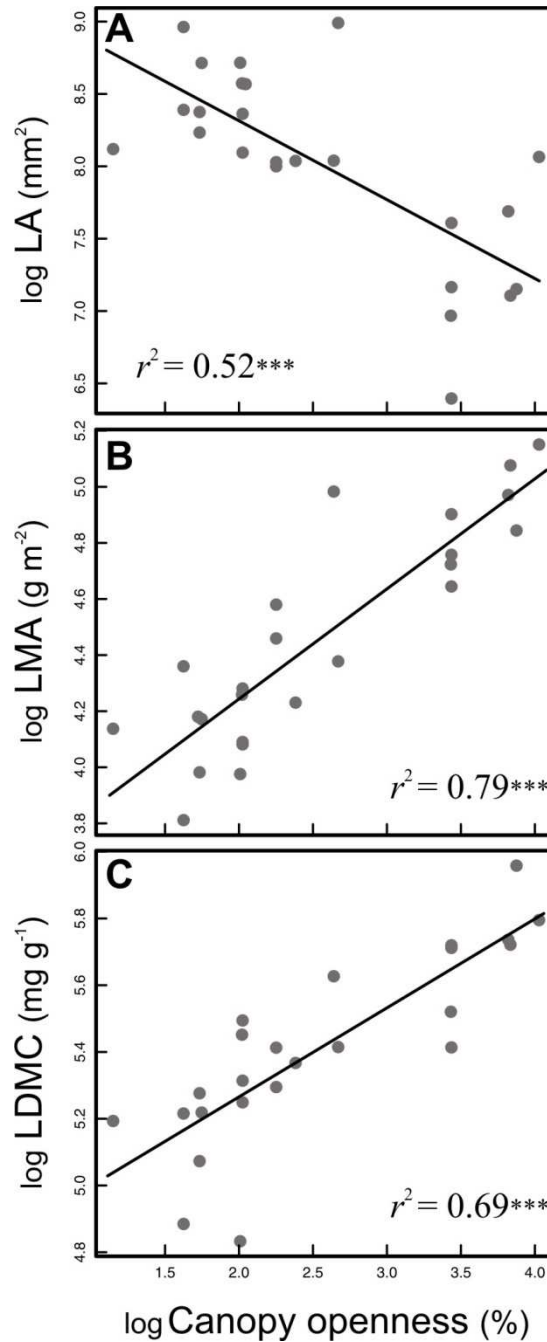 A
9.0
8.5
8.0
7.5
7.0
6.5
log LA (mm²)
r² = 0.52***
B
5.2
5.0
4.8
4.6
4.4
4.2
4.0
3.8
log LMA (g m⁻²)
r² = 0.79***
C
6.0
5.8
5.6
5.4
5.2
5.0
4.8
log LDMC (mg g⁻¹)
r² = 0.69***
1.5 2.0 2.5 3.0 3.5 4.0
log Canopy openness (%)